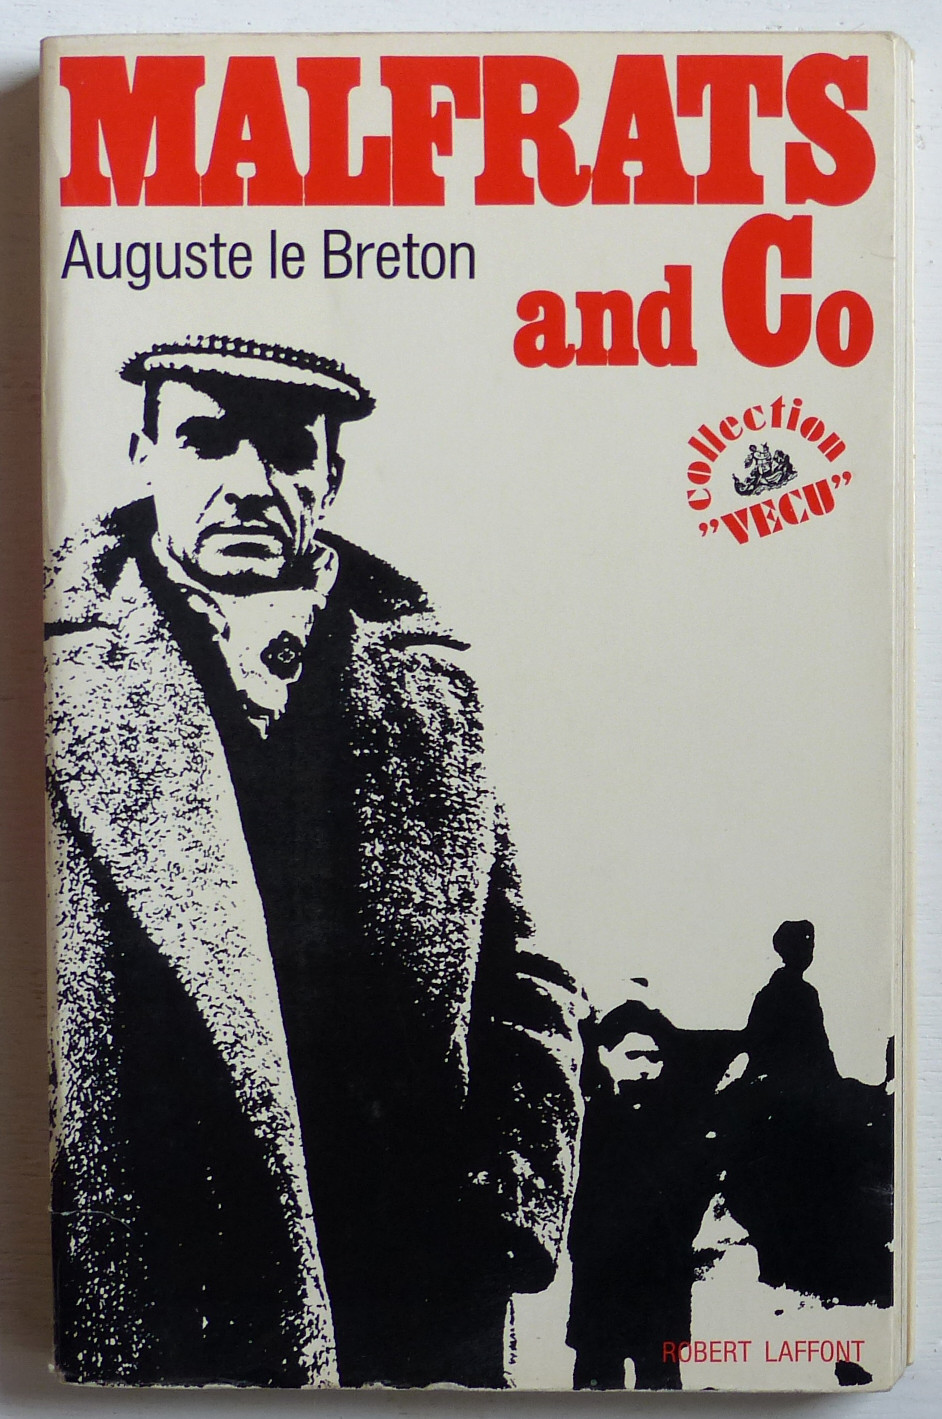 MALFRATS
Auguste le Breton
and Co
collection
"VECU"
ROBERT LAFFONT